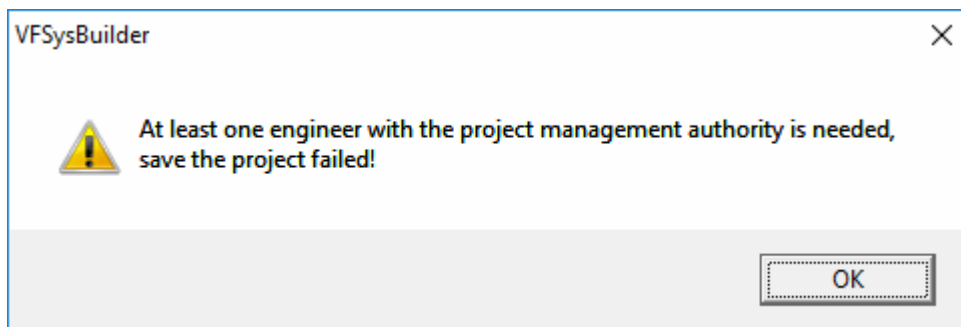 VFSysBuilder
At least one engineer with the project management authority is needed,
save the project failed!
OK